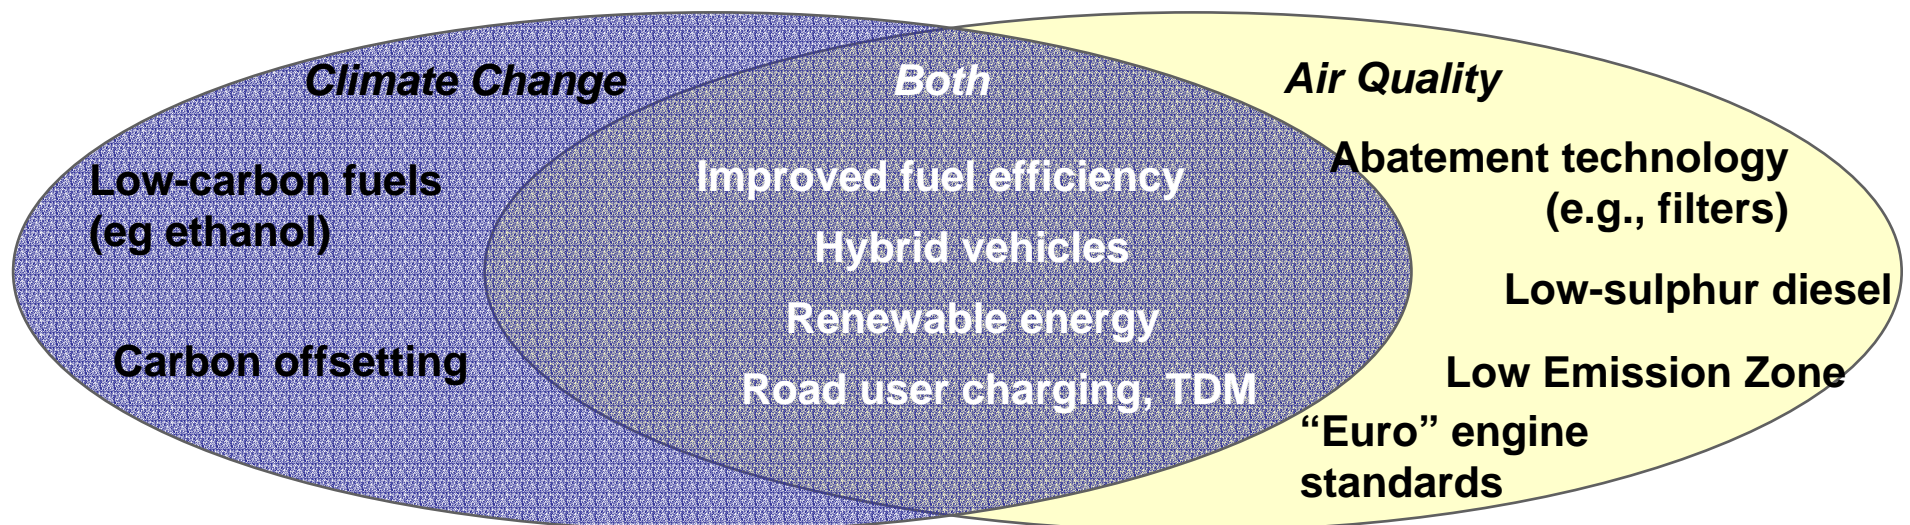 Climate Change
Low-carbon fuels
(eg ethanol)
Carbon offsetting
Both
Improved fuel efficiency
Hybrid vehicles
Renewable energy
Road user charging, TDM
Air Quality
Abatement technology
(e.g., filters)
Low-sulphur diesel
Low Emission Zone
“Euro” engine
standards